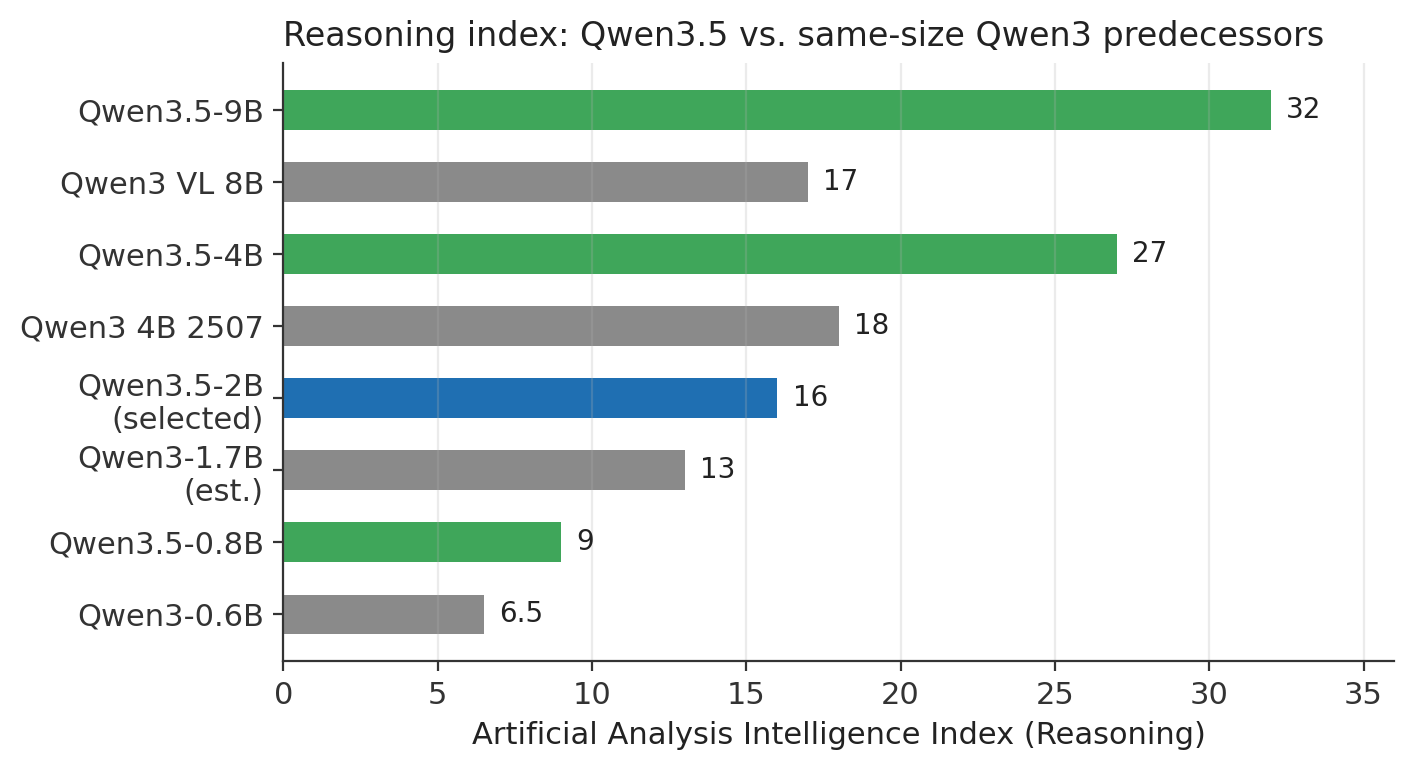 Reasoning index: Qwen3.5 vs. same-size Qwen3 predecessors
Qwen3.5-9B
32
Qwen3 VL 8B
17
Qwen3.5-4B
27
Qwen3 4B 2507
18
Qwen3.5-2B
(selected)
16
Qwen3-1.7B
(est.)
13
Qwen3.5-0.8B
9
Qwen3-0.6B
6.5
0 5 10 15 20 25 30 35
Artificial Analysis Intelligence Index (Reasoning)